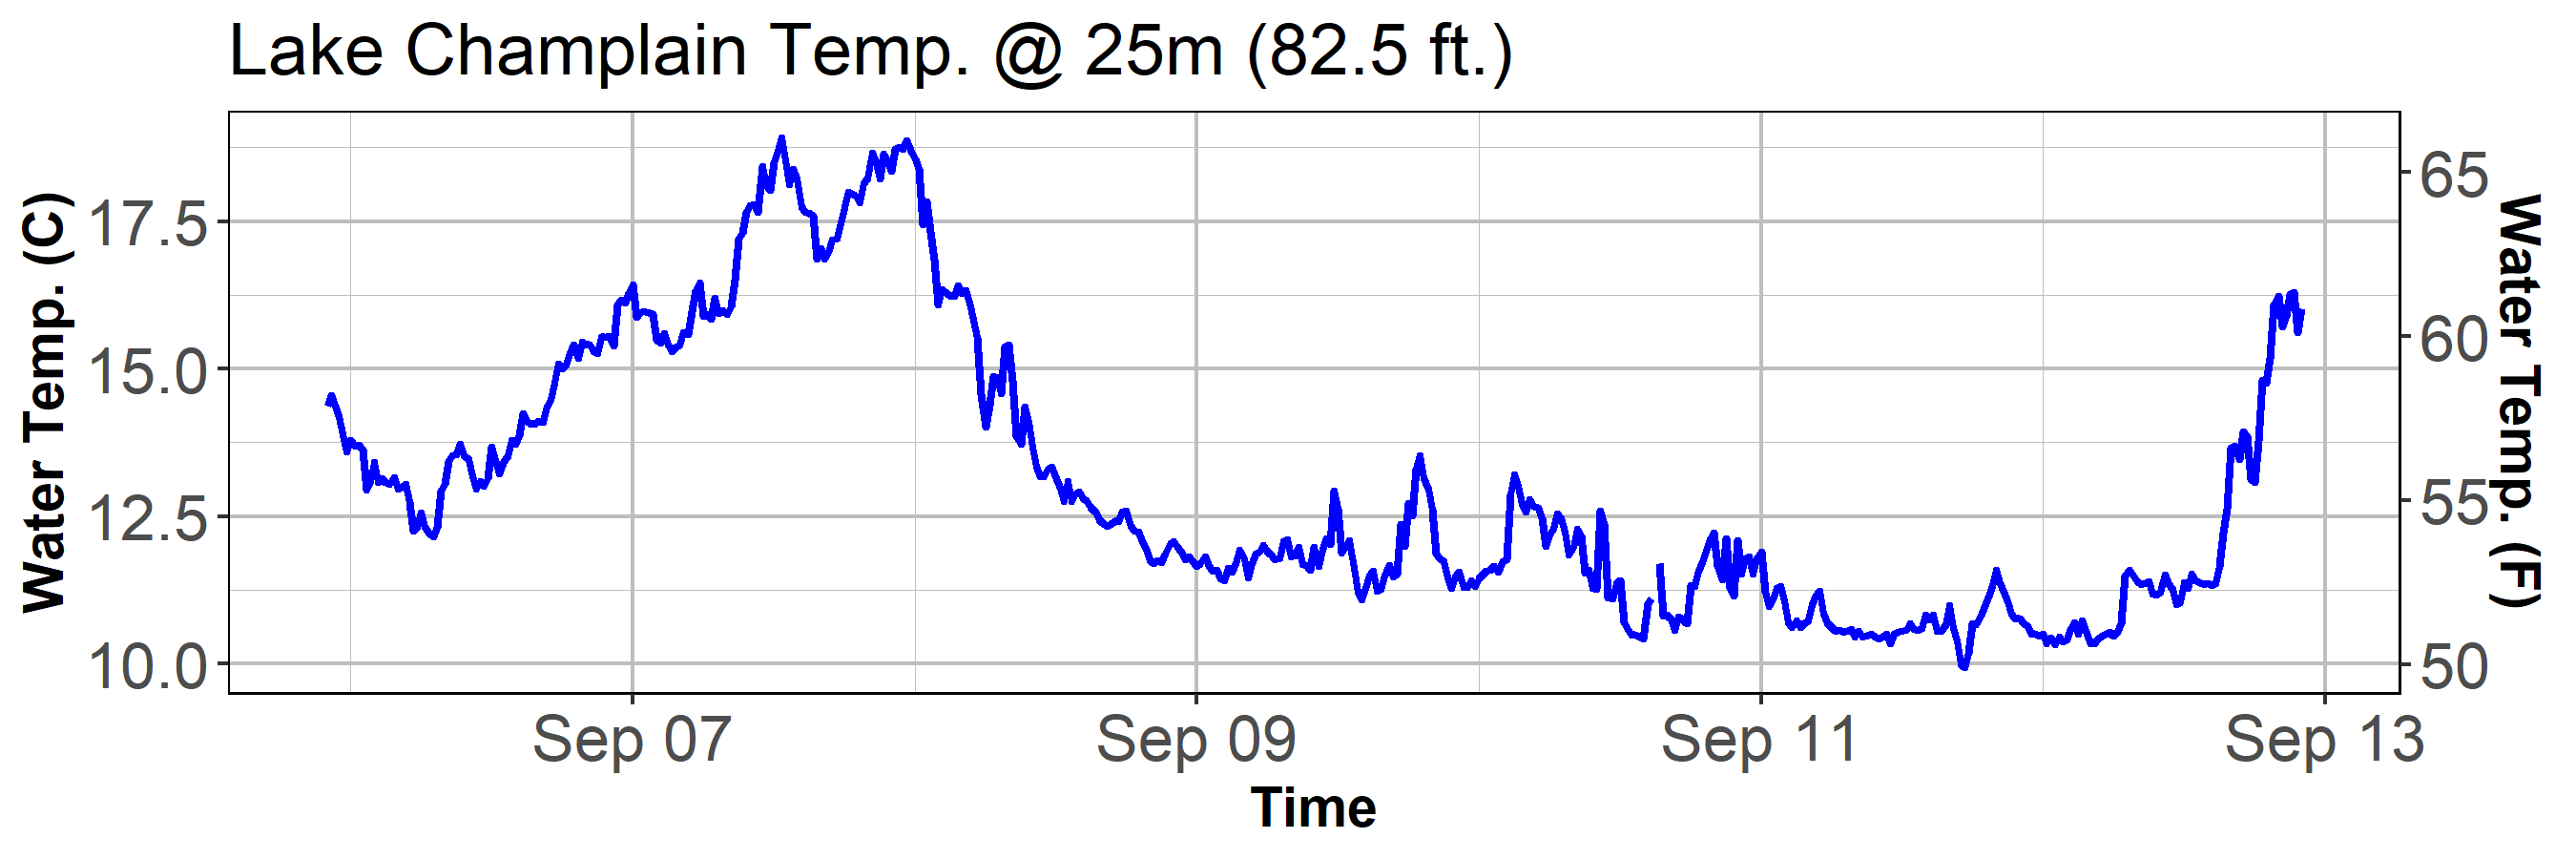 Lake Champlain Temp. @ 25m (82.5 ft.)
Water Temp. (C)
17.5
15.0
12.5
10.0
65
60
55
50
Water Temp. (F)
Sep 07
Sep 09
Sep 11
Sep 13
Time